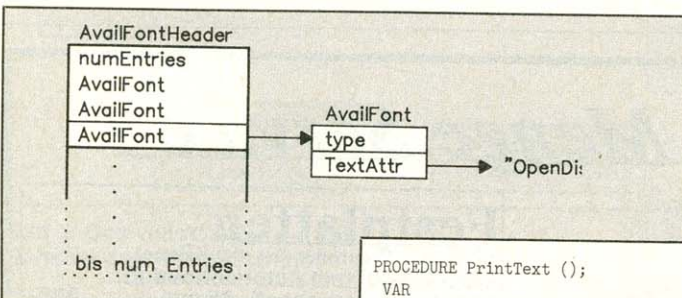 AvailFontHeader
numEntries
AvailFont
AvailFont
AvailFont
AvailFont
type
TextAttr
"OpenDi
bis num Entries
PROCEDURE PrintText ();
VAR